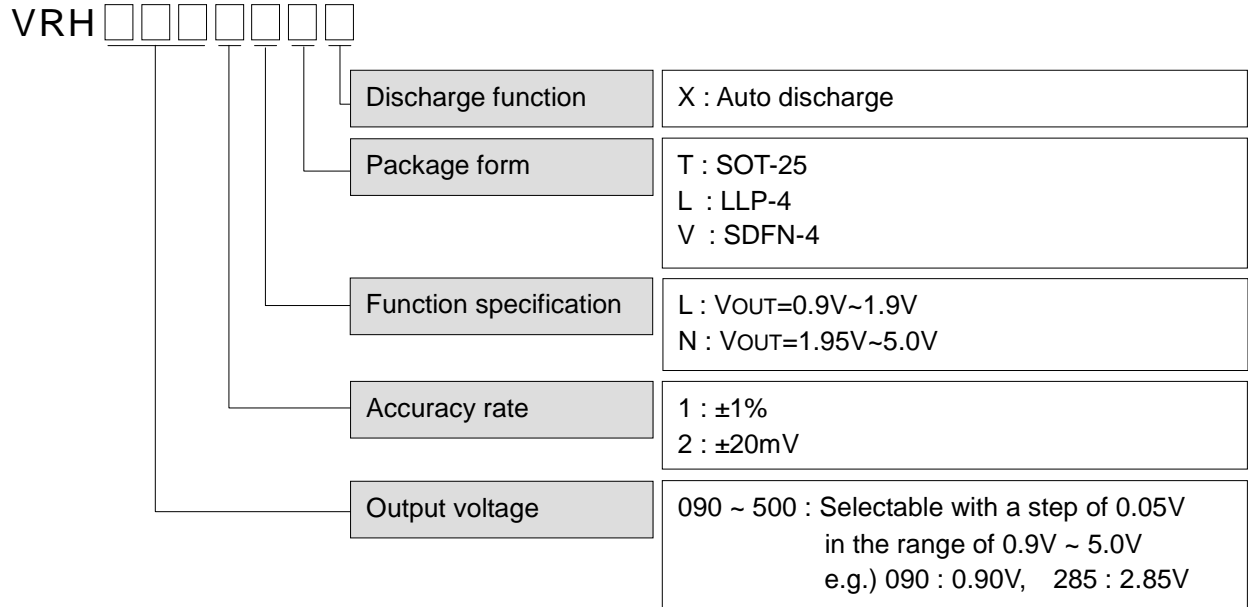 VRH□□□□□□□
Discharge function
X : Auto discharge
Package form
T : SOT-25
L : LLP-4
V : SDFN-4
Function specification
L : VOUT=0.9V~1.9V
N : VOUT=1.95V~5.0V
Accuracy rate
1 : ±1%
2 : ±20mV
Output voltage
090 ~ 500 : Selectable with a step of 0.05V
in the range of 0.9V ~ 5.0V
e.g.) 090 : 0.90V, 285 : 2.85V